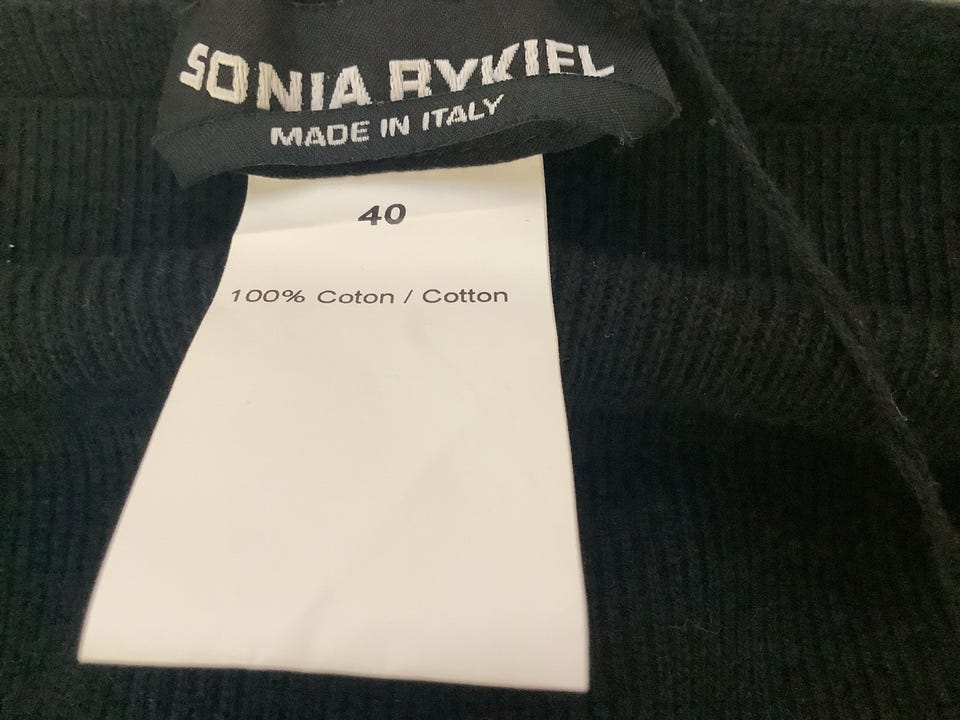 SONIA RYKIEL
MADE IN ITALY
40
100% Coton / Cotton